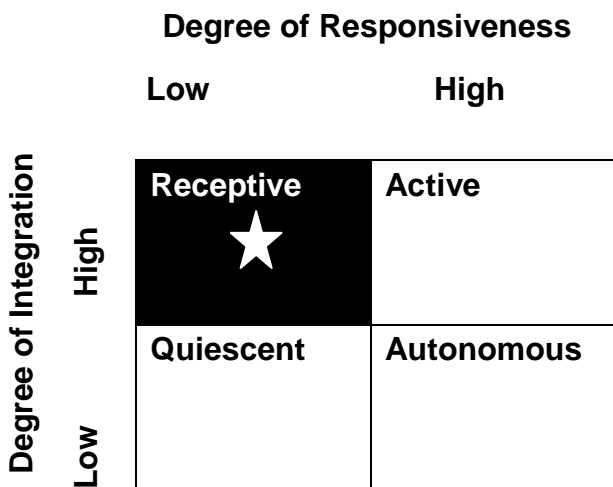 Degree of Responsiveness
Low High
Degree of Integration
High
Receptive Active
Low
Quiescent Autonomous